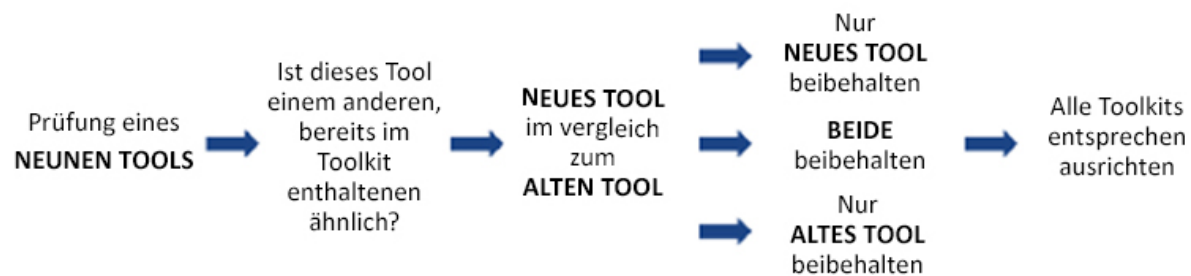 Prüfung eines
NEUNEN TOOLS
Ist dieses Tool
einem anderen,
bereits im
Toolkit
enthaltenen
ähnlich?
NEUES TOOL
im vergleich
zum
ALTEN TOOL
Nur
NEUES TOOL
beibehalten
BEIDE
beibehalten
Nur
ALTES TOOL
beibehalten
Alle Toolkits
entsprechen
ausrichten